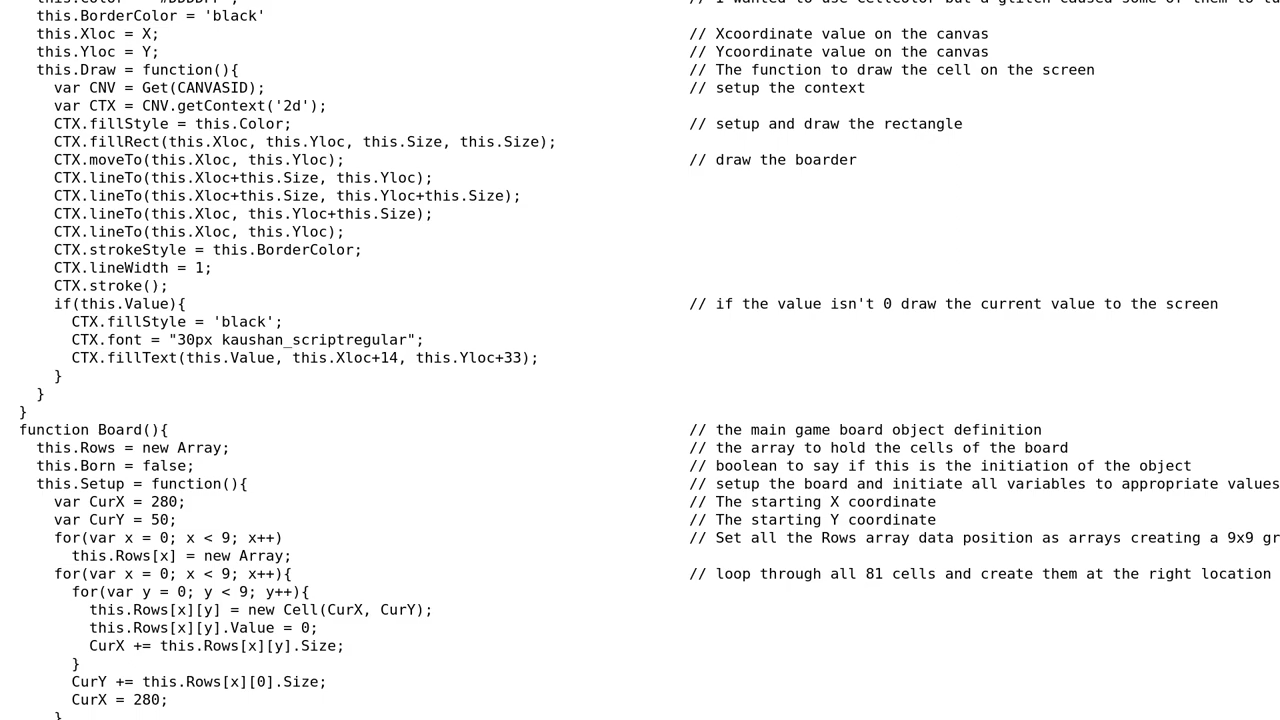 this.BorderColor = 'black'
this.Xloc = X; // Xcoordinate value on the canvas
this.Yloc = Y; // Ycoordinate value on the canvas
this.Draw = function(){ // The function to draw the cell on the screen
var CNV = Get(CANVASID); // setup the context
var CTX = CNV.getContext('2d');
CTX.fillStyle = this.Color; // setup and draw the rectangle
CTX.fillRect(this.Xloc, this.Yloc, this.Size, this.Size);
CTX.moveTo(this.Xloc, this.Yloc); // draw the boarder
CTX.lineTo(this.Xloc+this.Size, this.Yloc);
CTX.lineTo(this.Xloc+this.Size, this.Yloc+this.Size);
CTX.lineTo(this.Xloc, this.Yloc+this.Size);
CTX.lineTo(this.Xloc, this.Yloc);
CTX.strokeStyle = this.BorderColor;
CTX.lineWidth = 1;
CTX.stroke();
if(this.Value){ // if the value isn't 0 draw the current value to the screen
CTX.fillStyle = 'black';
CTX.font = "30px kaushan_scriptregular";
CTX.fillText(this.Value, this.Xloc+14, this.Yloc+33);
}
}
}
function Board(){ // the main game board object definition
this.Rows = new Array; // the array to hold the cells of the board
this.Born = false; // boolean to say if this is the initiation of the object
this.Setup = function(){ // setup the board and initiate all variables to appropriate values
var CurX = 280; // The starting X coordinate
var CurY = 50; // The starting Y coordinate
for(var x = 0; x < 9; x++) // Set all the Rows array data position as arrays creating a 9x9 gr
this.Rows[x] = new Array;
for(var x = 0; x < 9; x++){ // loop through all 81 cells and create them at the right location
for(var y = 0; y < 9; y++){
this.Rows[x][y] = new Cell(CurX, CurY);
this.Rows[x][y].Value = 0;
CurX += this.Rows[x][y].Size;
}
CurY += this.Rows[x][0].Size;
CurX = 280;
}